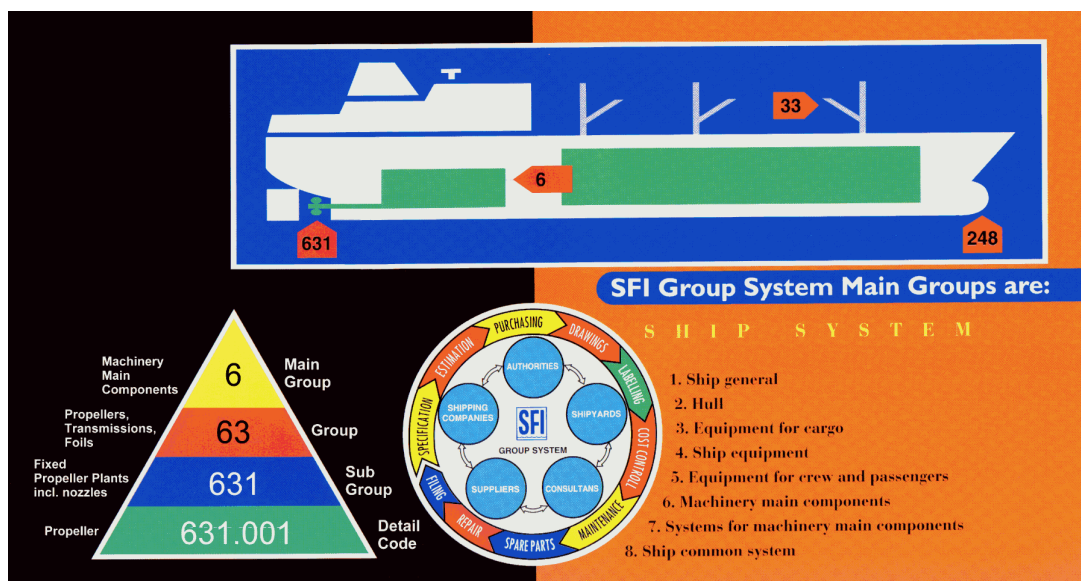 33
6
631
248
SFI Group System Main Groups are:
SHIP SYSTEM
1. Ship general
2. Hull
3. Equipment for cargo
4. Ship equipment
5. Equipment for crew and passengers
6. Machinery main components
7. Systems for machinery main components
8. Ship common system
Machinery
Main
Components
6
Main
Group
Propellers,
Transmissions,
Foils
63
Group
Fixed
Propeller Plants
incl. nozzles
631
Sub
Group
Propeller
631.001
Detail
Code
PURCHASING
DRAWINGS
LABELLING
COST CONTROLL
MAINTENANCE
SPARE PARTS
REPAIR
FILING
SPECIFICATION
ESTIMATION
AUTHORITIES
SHIPYARDS
CONSULTANS
SUPPLIERS
SHIPPING
COMPANIES
SFI
GROUP SYSTEM